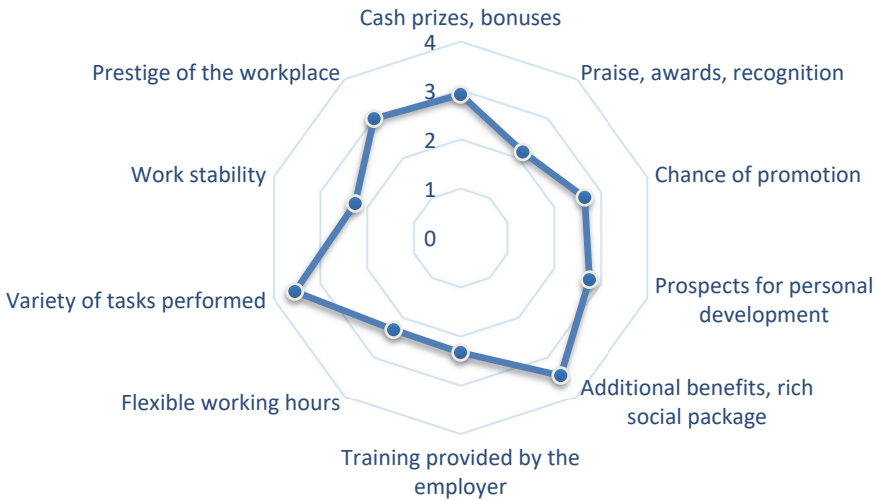 Cash prizes, bonuses
4
Prestige of the workplace
Praise, awards, recognition
3
2
Work stability
Chance of promotion
1
0
Variety of tasks performed
Prospects for personal
development
Flexible working hours
Additional benefits, rich
social package
Training provided by the
employer